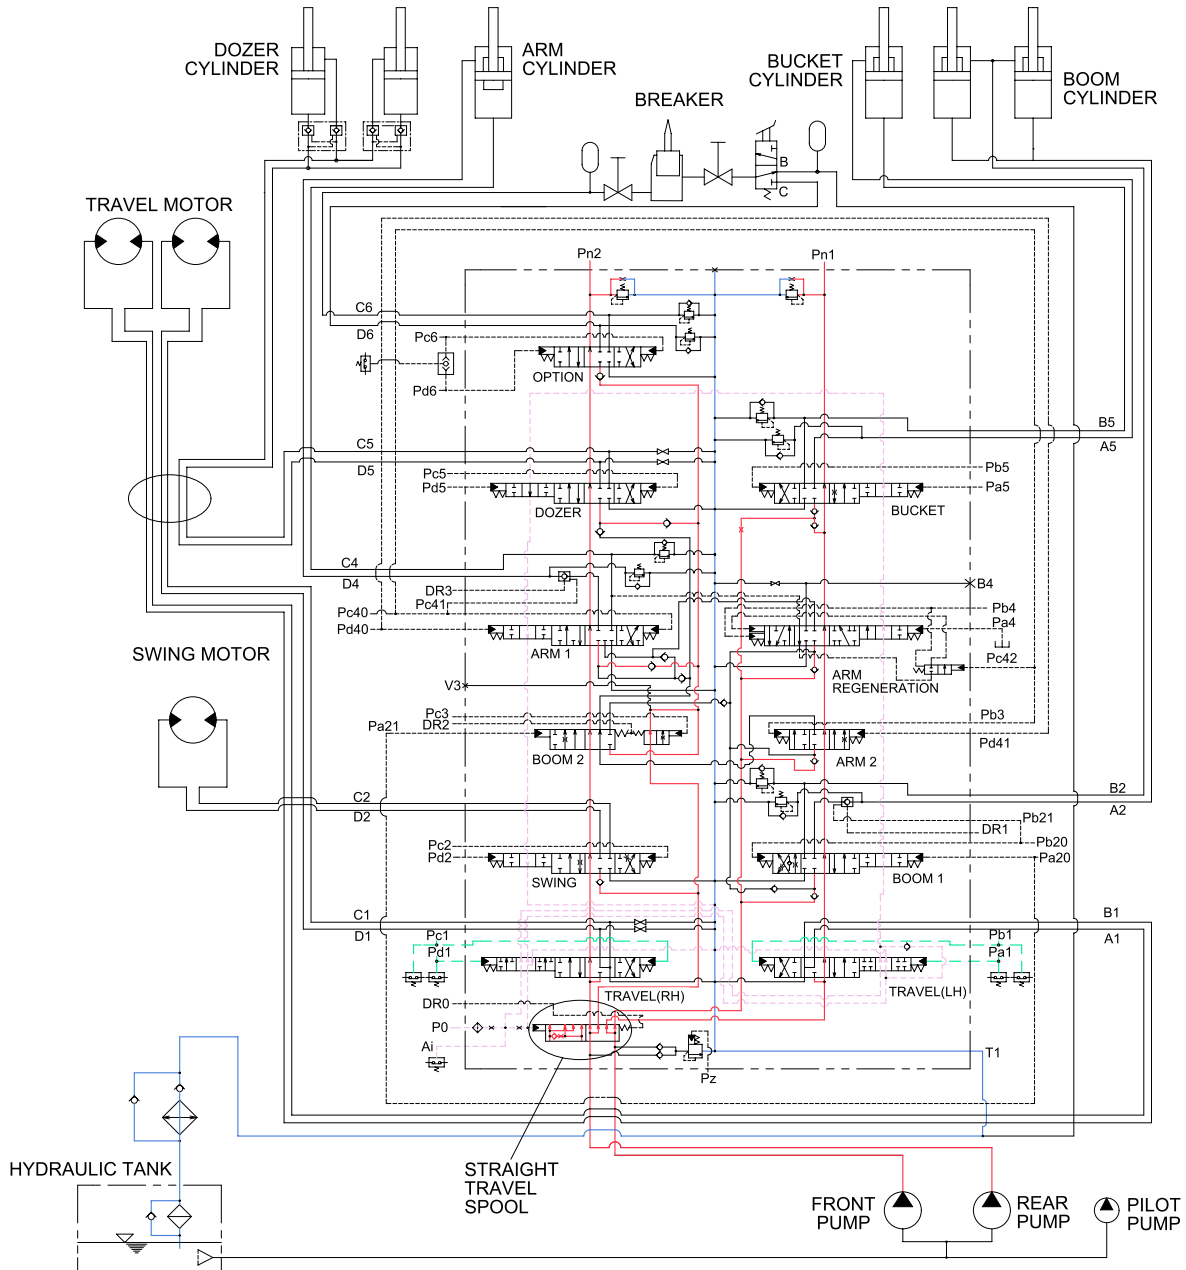 DOZER
CYLINDER
ARM
CYLINDER
BREAKER
BUCKET
CYLINDER
BOOM
CYLINDER
B
C
TRAVEL MOTOR
Pn2
Pn1
C6
D6
Pc6
Pd6
OPTION
C5
D5
Pc5
Pd5
DOZER
B5
A5
Pb5
Pa5
BUCKET
C4
D4
DR3
Pc41
Pc40
Pd40
ARM 1
B4
Pb4
Pa4
Pc42
ARM
REGENERATION
SWING MOTOR
V3
Pc3
DR2
Pa21
BOOM 2
Pb3
Pd41
ARM 2
C2
D2
Pc2
Pd2
SWING
B2
A2
Pb21
DR1
Pb20
Pa20
BOOM 1
C1
D1
Pc1
Pd1
TRAVEL(RH)
B1
A1
Pb1
Pa1
TRAVEL(LH)
DR0
P0
Ai
Pz
T1
HYDRAULIC TANK
STRAIGHT
TRAVEL
SPOOL
FRONT
PUMP
REAR
PUMP
PILOT
PUMP